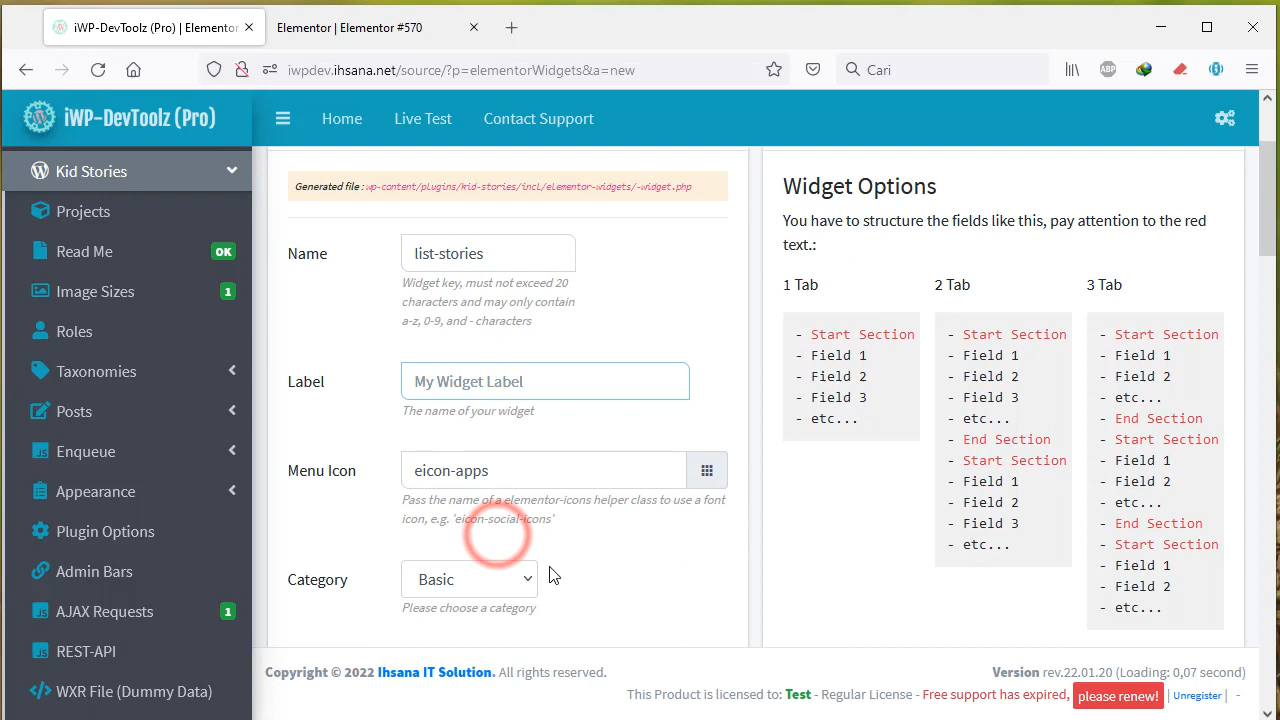 iWP-DevToolz (Pro) | Elementor
Elementor | Elementor #570
iwpdev.ihsana.net/source/?p=elementorWidgets&a=new
Cari
ABP
iWP-DevToolz (Pro)
Home
Live Test
Contact Support
Kid Stories
Projects
Read Me
OK
Image Sizes
1
Roles
Taxonomies
Posts
Enqueue
Appearance
Plugin Options
Admin Bars
AJAX Requests
1
REST-API
WXR File (Dummy Data)
Generated file : wp-content/plugins/kid-stories/incl/elementor-widgets/-widget.php
Name
list-stories
Widget key, must not exceed 20
characters and may only contain
a-z, 0-9, and - characters
Label
My Widget Label
The name of your widget
Menu Icon
eicon-apps
Pass the name of a elementor-icons helper class to use a font
icon, e.g. 'eicon-social-icons'
Category
Basic
Please choose a category
Widget Options
You have to structure the fields like this, pay attention to the red
text.:
1 Tab
- Start Section
- Field 1
- Field 2
- Field 3
- etc...
2 Tab
- Start Section
- Field 1
- Field 2
- Field 3
- etc...
- End Section
- Start Section
- Field 1
- Field 2
- Field 3
- etc...
3 Tab
- Start Section
- Field 1
- Field 2
- etc...
- End Section
- Start Section
- Field 1
- Field 2
- etc...
- End Section
- Start Section
- Field 1
- Field 2
- etc...
Copyright © 2022 Ihsana IT Solution. All rights reserved.
Version rev.22.01.20 (Loading: 0,07 second)
This Product is licensed to: Test - Regular License - Free support has expired, please renew! | Unregister | -